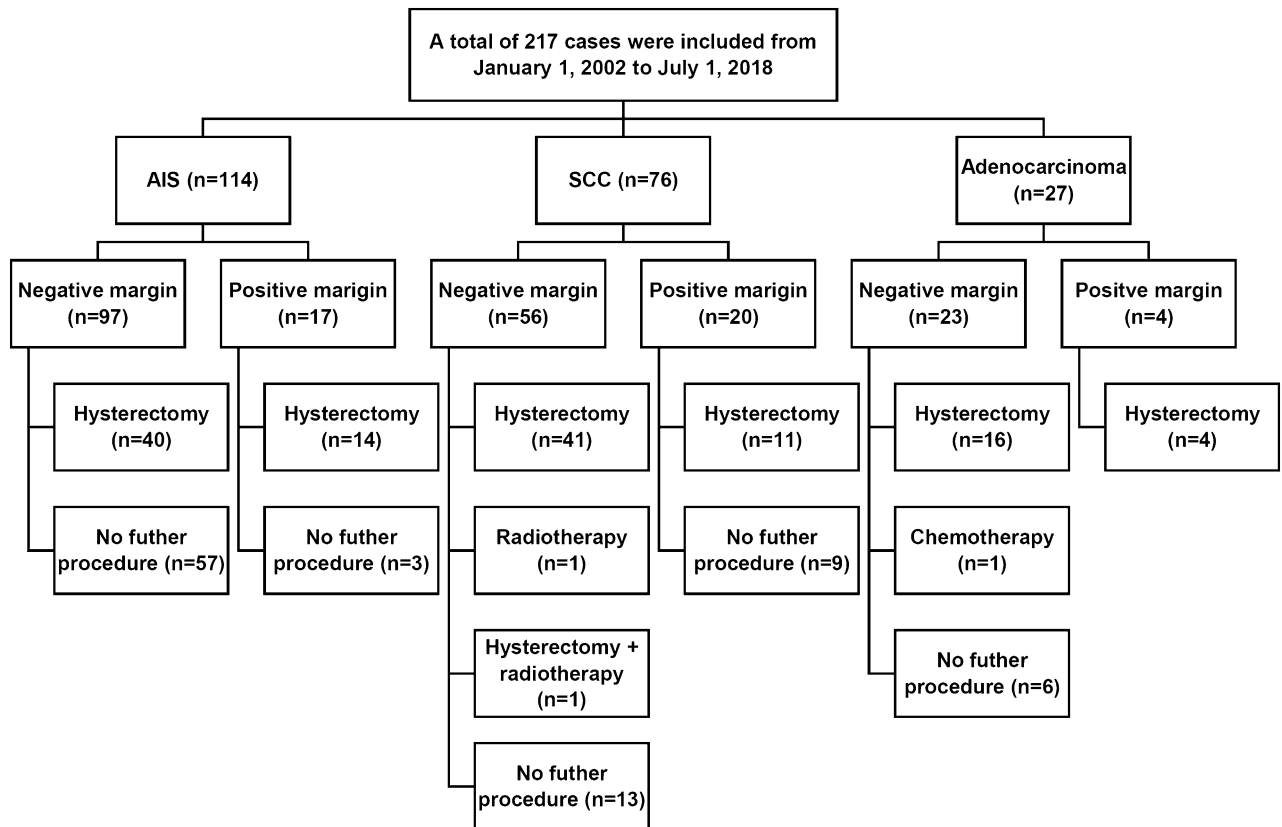 A total of 217 cases were included from
January 1, 2002 to July 1, 2018
AIS (n=114)
SCC (n=76)
Adenocarcinoma
(n=27)
Negative margin
(n=97)
Positive marigin
(n=17)
Negative margin
(n=56)
Positive margin
(n=20)
Negative margin
(n=23)
Positve margin
(n=4)
Hysterectomy
(n=40)
Hysterectomy
(n=14)
Hysterectomy
(n=41)
Hysterectomy
(n=11)
Hysterectomy
(n=16)
Hysterectomy
(n=4)
No futher
procedure (n=57)
No futher
procedure (n=3)
Radiotherapy
(n=1)
No futher
procedure (n=9)
Chemotherapy
(n=1)
Hysterectomy +
radiotherapy
(n=1)
No futher
procedure (n=6)
No futher
procedure (n=13)